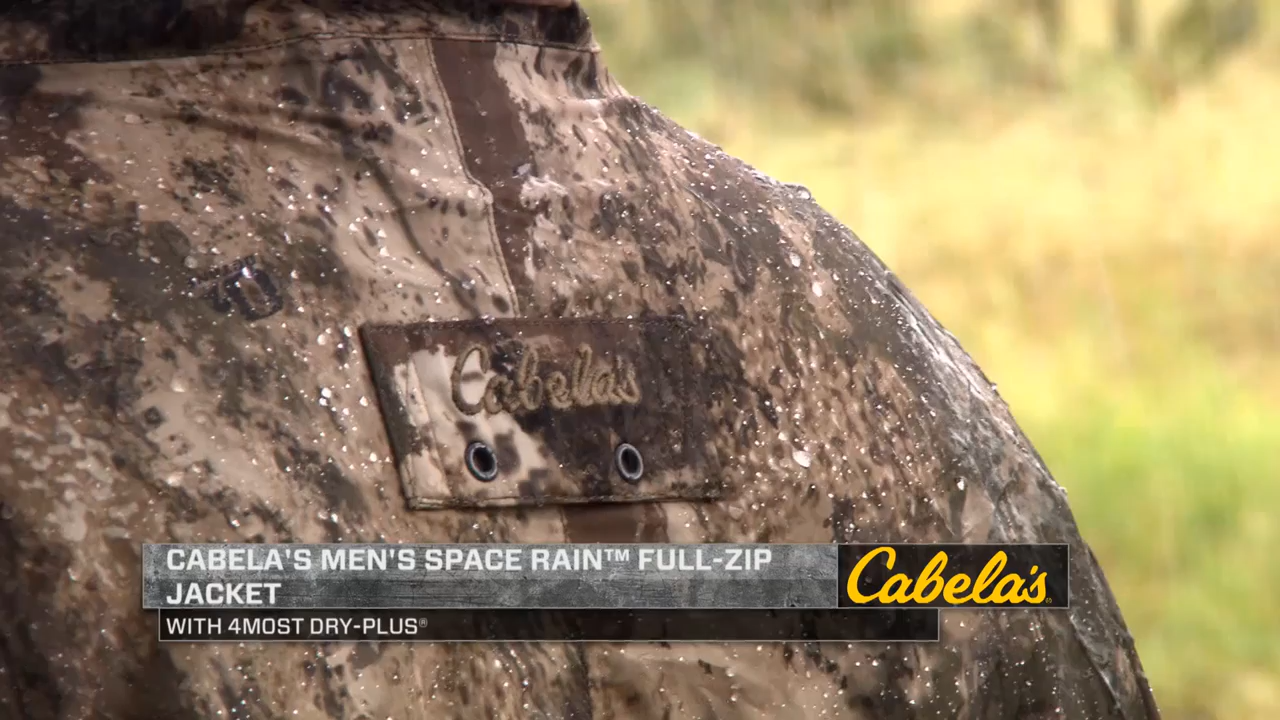 Cabela's
CABELA'S MEN'S SPACE RAIN™ FULL-ZIP
JACKET
Cabela's®
WITH 4MOST DRY-PLUS®